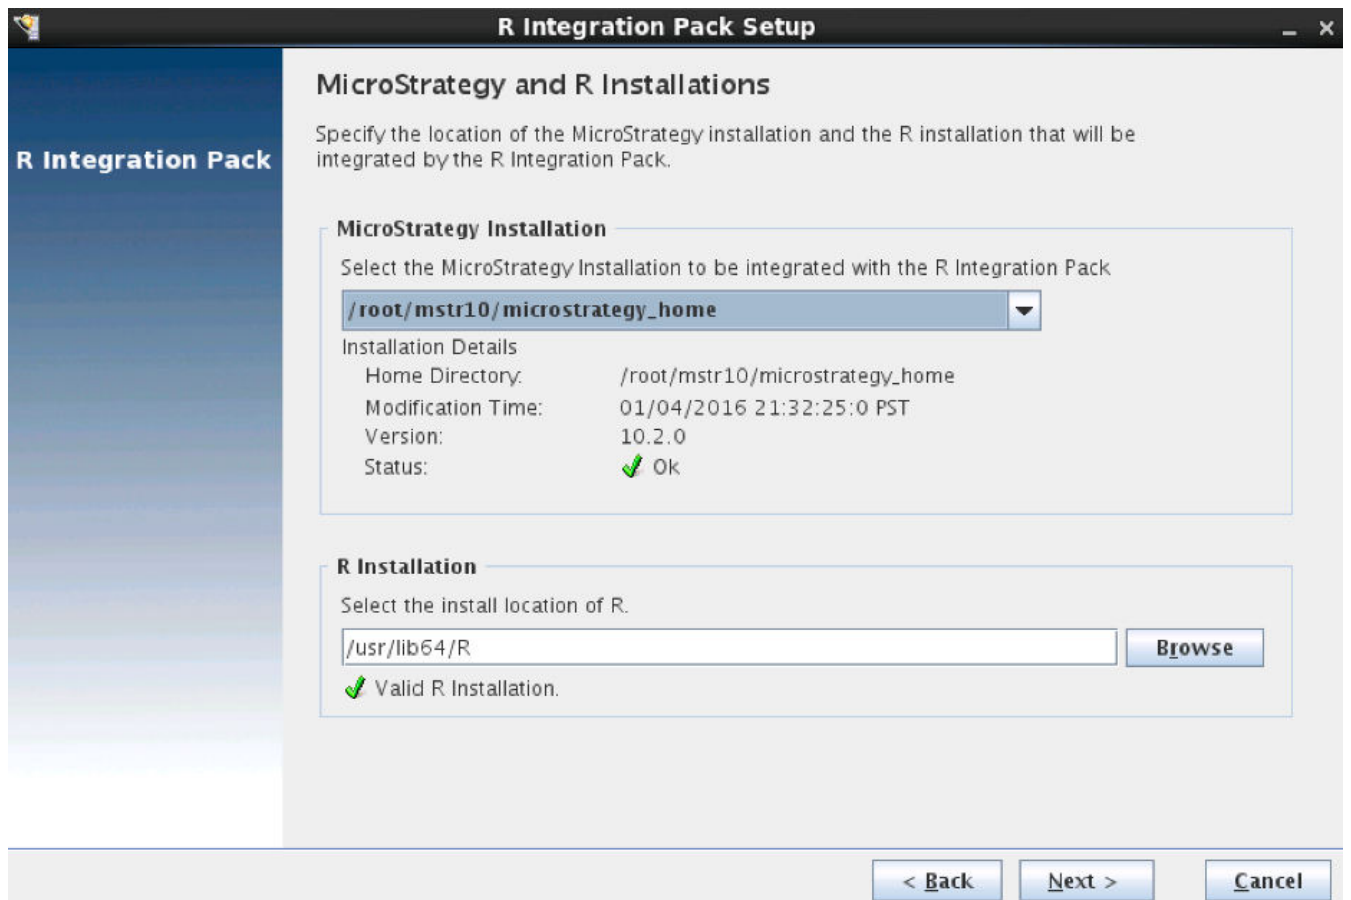 R Integration Pack Setup
R Integration Pack
MicroStrategy and R Installations
Specify the location of the MicroStrategy installation and the R installation that will be
integrated by the R Integration Pack.
MicroStrategy Installation
Select the MicroStrategy Installation to be integrated with the R Integration Pack
/root/mstr10/microstrategy_home
Installation Details
Home Directory: /root/mstr10/microstrategy_home
Modification Time: 01/04/2016 21:32:25:0 PST
Version: 10.2.0
Status: Ok
R Installation
Select the install location of R.
/usr/lib64/R Browse
Valid R Installation.
< Back Next > Cancel